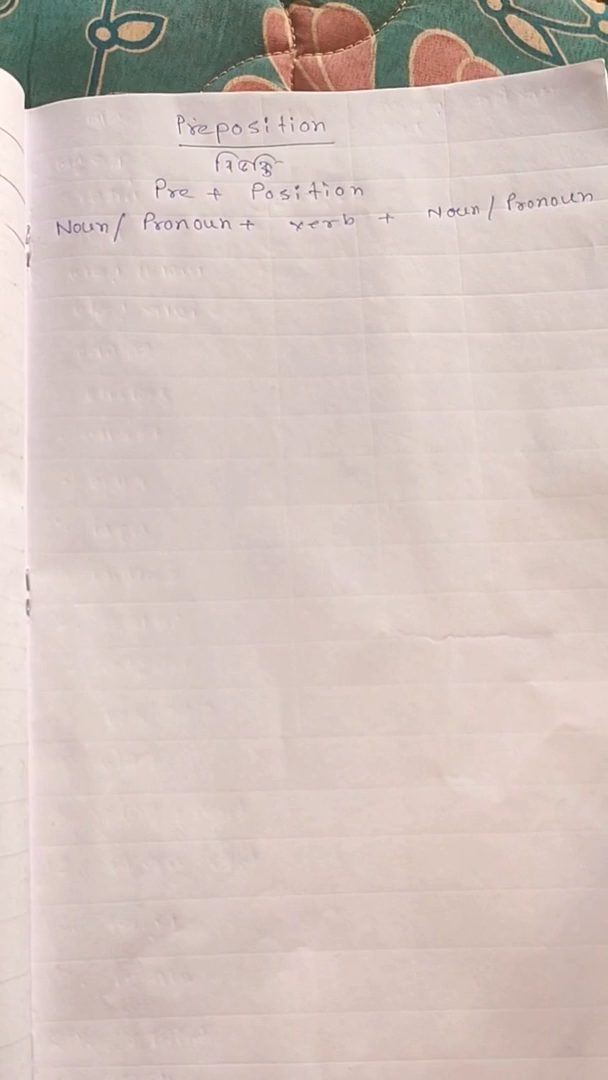 Preposition
Pre + Position
Noun / Pronoun + verb + Noun / Pronoun